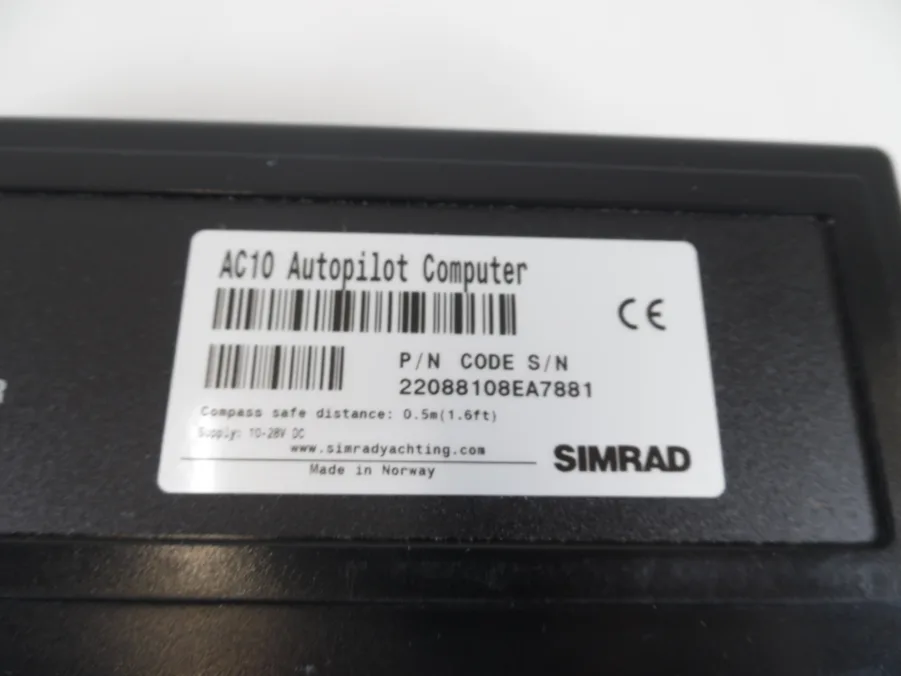 AC10 Autopilot Computer
CE
P/N CODE S/N
22088108EA7881
Compass safe distance: 0.5m(1.6ft)
Supply: 10-28V DC
www.simradyachting.com
Made in Norway
SIMRAD
R